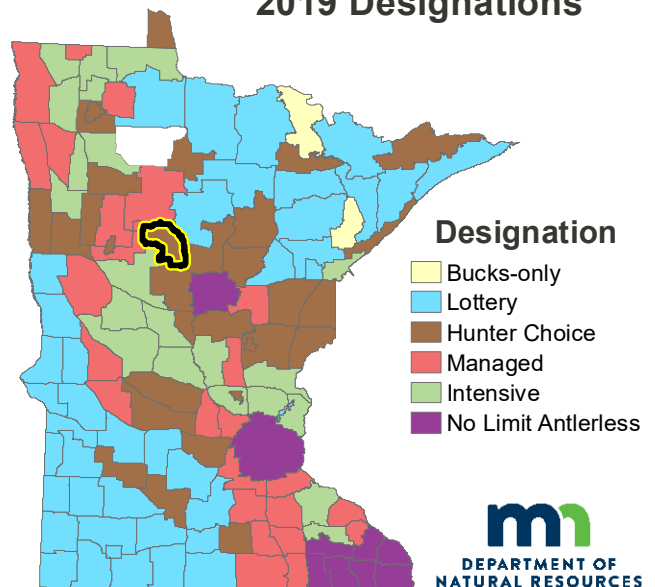 2019 Designations
Designation
Bucks-only
Lottery
Hunter Choice
Managed
Intensive
No Limit Antlerless
mn
DEPARTMENT OF
NATURAL RESOURCES